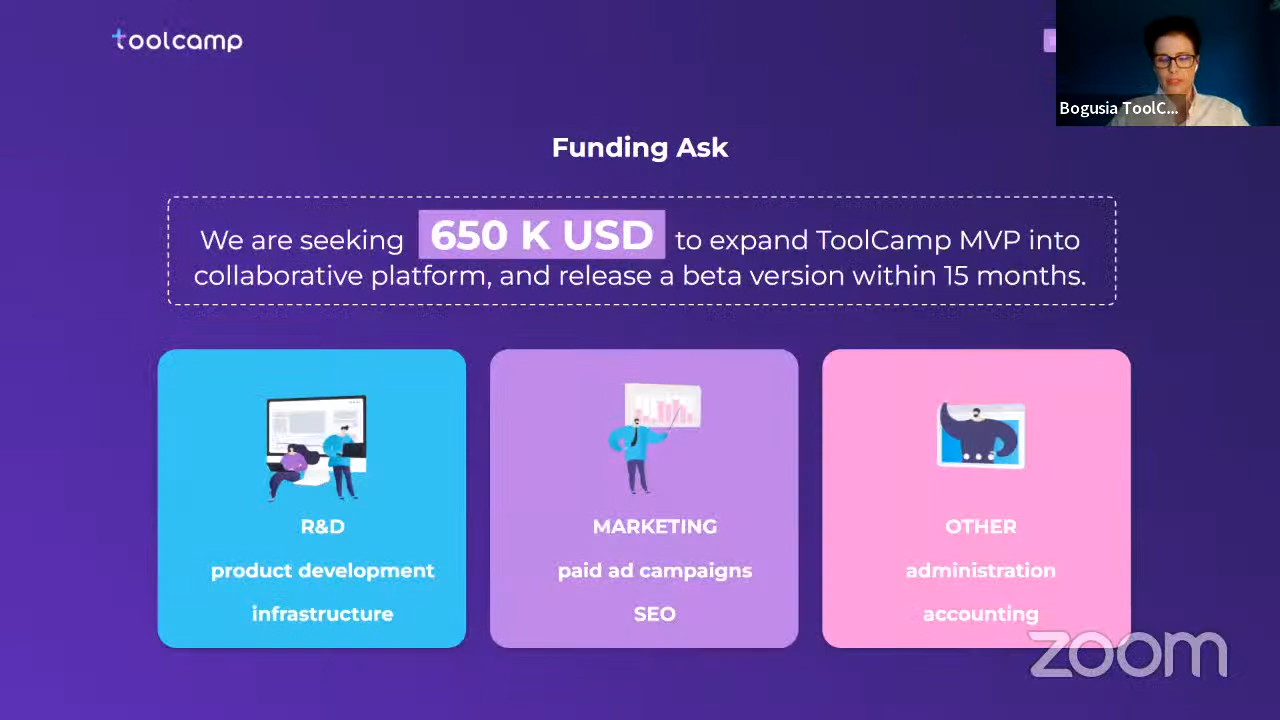 toolcamp
Bogusia ToolC...
Funding Ask
We are seeking 650 K USD to expand ToolCamp MVP into
collaborative platform, and release a beta version within 15 months.
R&D
product development
infrastructure
MARKETING
paid ad campaigns
SEO
OTHER
administration
accounting
zoom